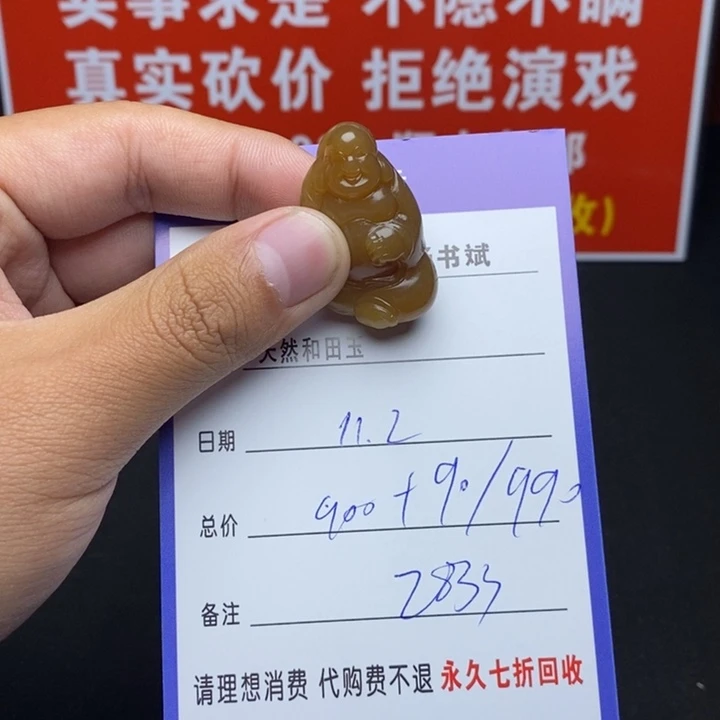 实事求是 不隐不瞒
真实砍价 拒绝演戏
收)
书斌
天然和田玉
日期 11.2
总价 900+90/990
备注 2833
请理想消费 代购费不退 永久七折回收